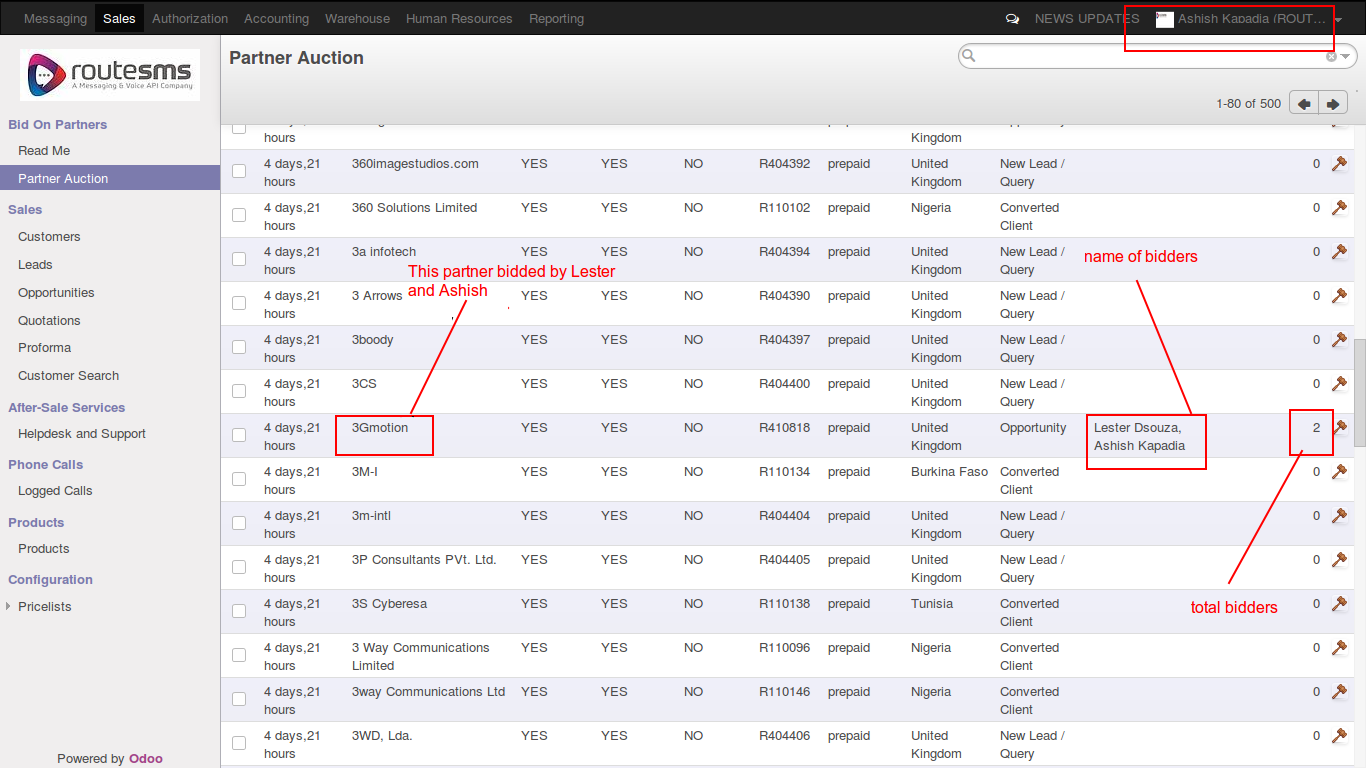 Messaging Sales Authorization Accounting Warehouse Human Resources Reporting NEWS UPDATES Ashish Kapadia (ROUT...
routesms
A Messaging & Voice API Company
Bid On Partners
Read Me
Partner Auction
Sales
Customers
Leads
Opportunities
Quotations
Proforma
Customer Search
After-Sale Services
Helpdesk and Support
Phone Calls
Logged Calls
Products
Products
Configuration
Pricelists
Powered by Odoo
Partner Auction
1-80 of 500
hours Kingdom
4 days,21 360imagestudios.com YES YES NO R404392 prepaid United New Lead / 0
hours Kingdom Query
4 days,21 360 Solutions Limited YES YES NO R110102 prepaid Nigeria Converted 0
hours Client
4 days,21 3a infotech YES YES NO R404394 prepaid United New Lead / 0
hours Kingdom Query
This partner bidded by Lester
and Ashish
name of bidders
4 days,21 3 Arrows YES YES NO R404390 prepaid United New Lead / 0
hours Kingdom Query
4 days,21 3boody YES YES NO R404397 prepaid United New Lead / 0
hours Kingdom Query
4 days,21 3CS YES YES NO R404400 prepaid United New Lead / 0
hours Kingdom Query
4 days,21 3Gmotion YES YES NO R410818 prepaid United Opportunity Lester Dsouza, 2
hours Kingdom Ashish Kapadia
4 days,21 3M-I YES YES NO R110134 prepaid Burkina Faso Converted 0
hours Client
4 days,21 3m-intl YES YES NO R404404 prepaid United New Lead / 0
hours Kingdom Query
4 days,21 3P Consultants PVt. Ltd. YES YES NO R404405 prepaid United New Lead / 0
hours Kingdom Query
4 days,21 3S Cyberesa YES YES NO R110138 prepaid Tunisia Converted 0
hours Client
total bidders
4 days,21 3 Way Communications YES YES NO R110096 prepaid Nigeria Converted 0
hours Limited Client
4 days,21 3way Communications Ltd YES YES NO R110146 prepaid Nigeria Converted 0
hours Client
4 days,21 3WD, Lda. YES YES NO R404406 prepaid United New Lead / 0
hours Kingdom Query